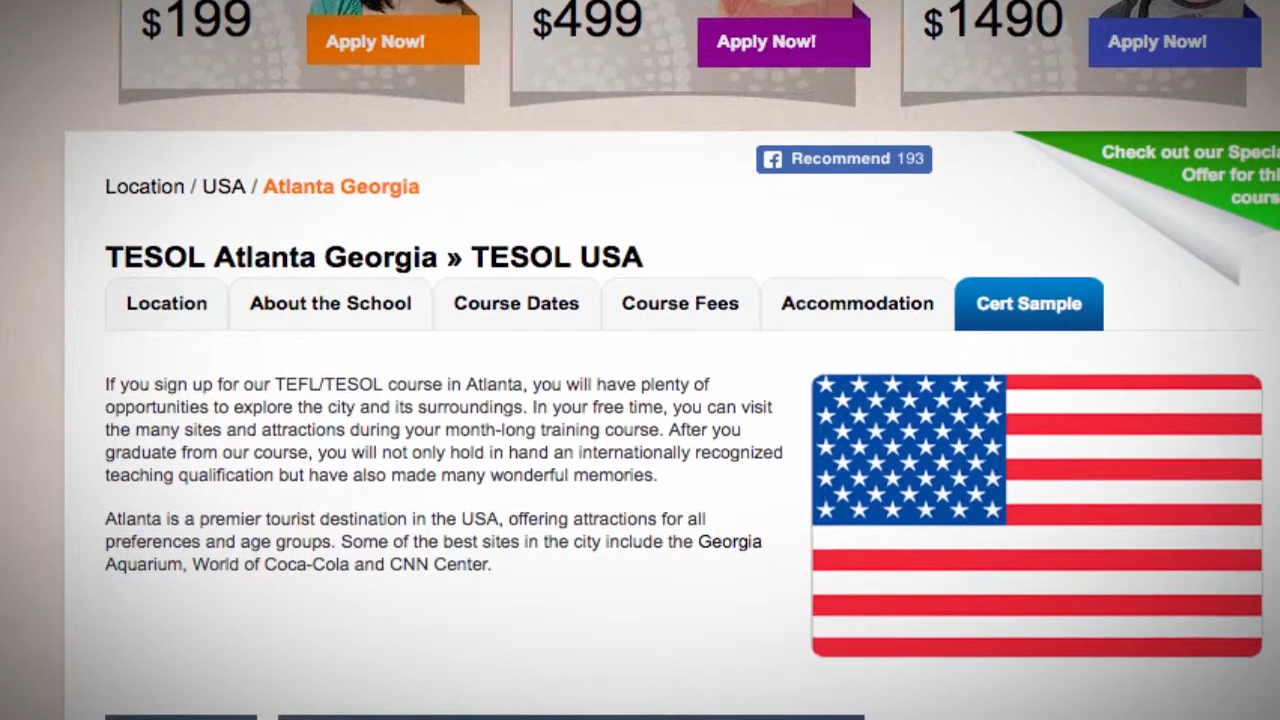 $199
Apply Now!
$499
Apply Now!
$1490
Apply Now!
Recommend 193
Check out our
Offer for
Location / USA / Atlanta Georgia
TESOL Atlanta Georgia » TESOL USA
Location
About the School
Course Dates
Course Fees
Accommodation
Cert Sample
If you sign up for our TEFL/TESOL course in Atlanta, you will have plenty of
opportunities to explore the city and its surroundings. In your free time, you can visit
the many sites and attractions during your month-long training course. After you
graduate from our course, you will not only hold in hand an internationally recognized
teaching qualification but have also made many wonderful memories.
Atlanta is a premier tourist destination in the USA, offering attractions for all
preferences and age groups. Some of the best sites in the city include the Georgia
Aquarium, World of Coca-Cola and CNN Center.